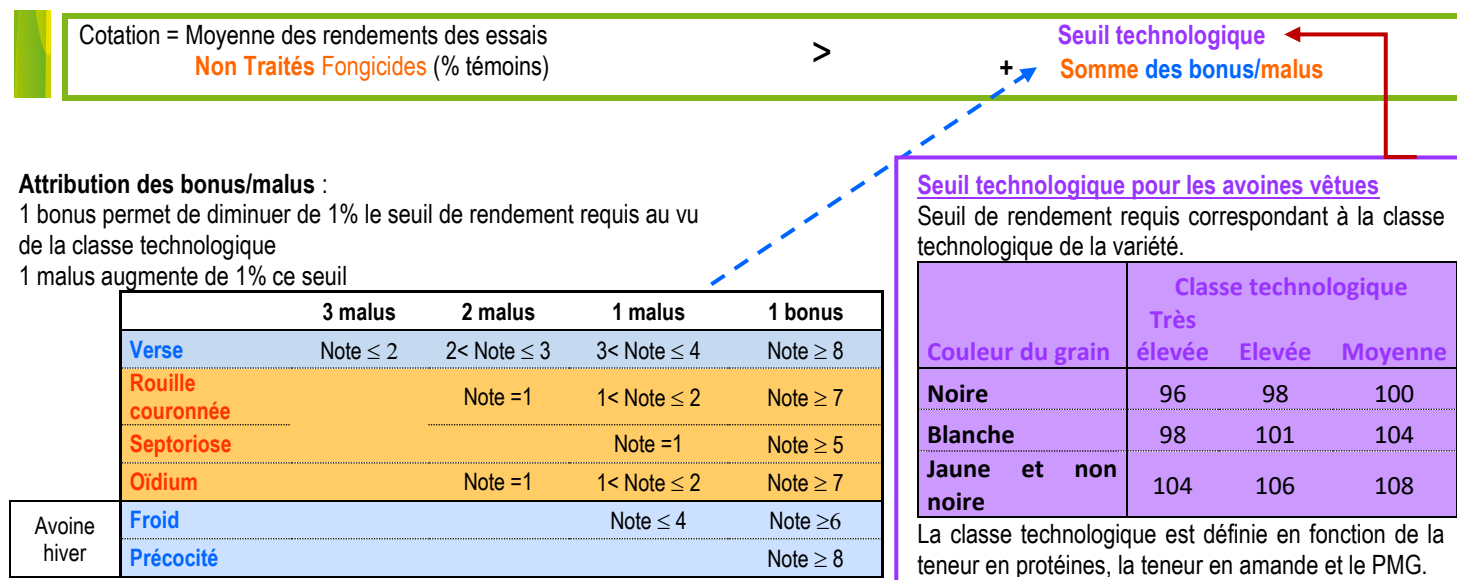 Cotation = Moyenne des rendements des essais
Non Traités Fongicides (% témoins)
>
Seuil technologique
+ Somme des bonus/malus
Attribution des bonus/malus :
1 bonus permet de diminuer de 1% le seuil de rendement requis au vu
de la classe technologique
1 malus augmente de 1% ce seuil
3 malus 2 malus 1 malus 1 bonus
Verse Note ≤ 2 2< Note ≤ 3 3< Note ≤ 4 Note ≥ 8
Rouille
couronnée Note =1 1< Note ≤ 2 Note ≥ 7
Septoriose Note =1 Note ≥ 5
Oïdium Note =1 1< Note ≤ 2 Note ≥ 7
Avoine
hiver
Froid Note ≤ 4 Note ≥6
Précocité Note ≥ 8
Seuil technologique pour les avoines vêtues
Seuil de rendement requis correspondant à la classe
technologique de la variété.
Classe technologique
Couleur du grain
Très
élevée Elevée Moyenne
Noire 96 98 100
Blanche 98 101 104
Jaune et non
noire 104 106 108
La classe technologique est définie en fonction de la
teneur en protéines, la teneur en amande et le PMG.